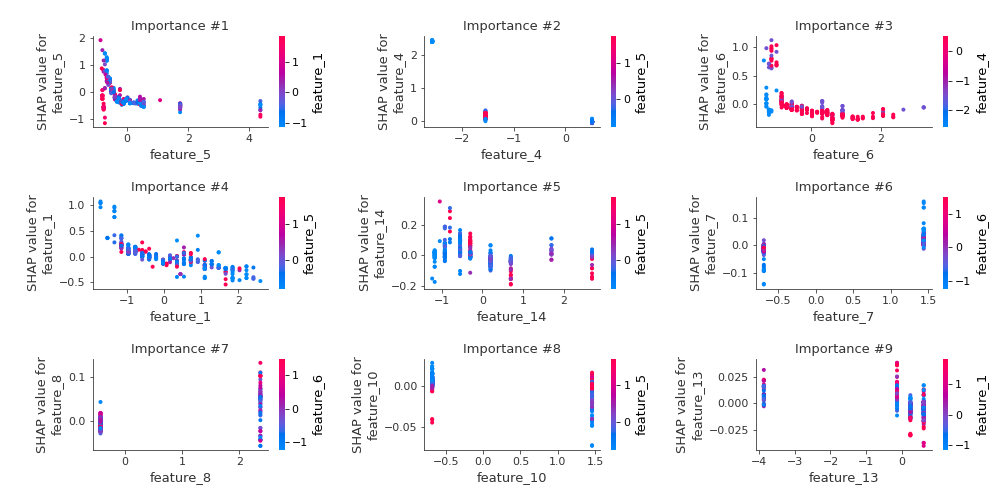 Importance #1
SHAP value for
feature_5
2
1
0
−1
0
2
4
feature_5
1
0
−1
feature_1
Importance #2
SHAP value for
feature_4
2
1
0
−2
−1
0
feature_4
1
0
feature_5
Importance #3
SHAP value for
feature_6
1.0
0.5
0.0
0
2
feature_6
0
−1
−2
feature_4
Importance #4
SHAP value for
feature_1
1.0
0.5
0.0
−0.5
−1
0
1
2
feature_1
1
0
feature_5
Importance #5
SHAP value for
feature_14
0.2
0.0
−0.2
−1
0
1
2
feature_14
1
0
feature_5
Importance #6
SHAP value for
feature_7
0.1
0.0
−0.1
−0.5
0.0
0.5
1.0
1.5
feature_7
1
0
−1
feature_6
Importance #7
SHAP value for
feature_8
0.1
0.0
0
1
2
feature_8
1
0
−1
feature_6
Importance #8
SHAP value for
feature_10
0.00
−0.05
−0.5
0.0
0.5
1.0
1.5
feature_10
1
0
feature_5
Importance #9
SHAP value for
feature_13
0.025
0.000
−0.025
−4
−3
−2
−1
0
feature_13
1
0
−1
feature_1